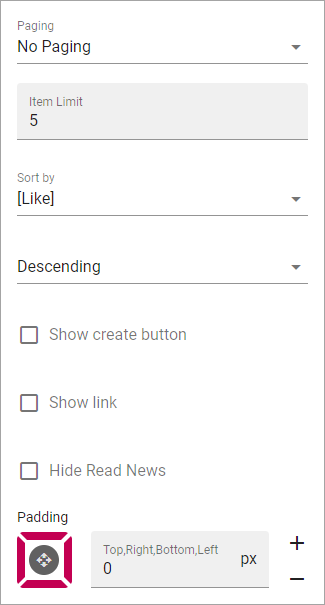 Paging
No Paging
Item Limit
5
Sort by
[Like]
Descending
Show create button
Show link
Hide Read News
Padding
Top,Right,Bottom,Left
0 px